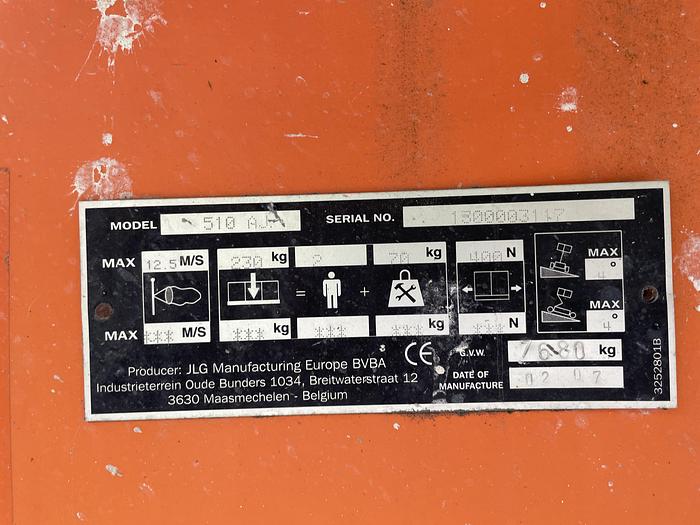 MODEL 510 AJ
SERIAL NO. 1300003117
MAX 12.5 M/S 230 kg = 2 + 70 kg 400 N MAX 4°
MAX *** M/S *** kg *** *** kg *** N MAX 4°
Producer: JLG Manufacturing Europe BVBA
Industrieterrein Oude Bunders 1034, Breitwaterstraat 12
3630 Maasmechelen - Belgium
CE
G.V.W. 7680 kg
DATE OF
MANUFACTURE 02 07
3252801B